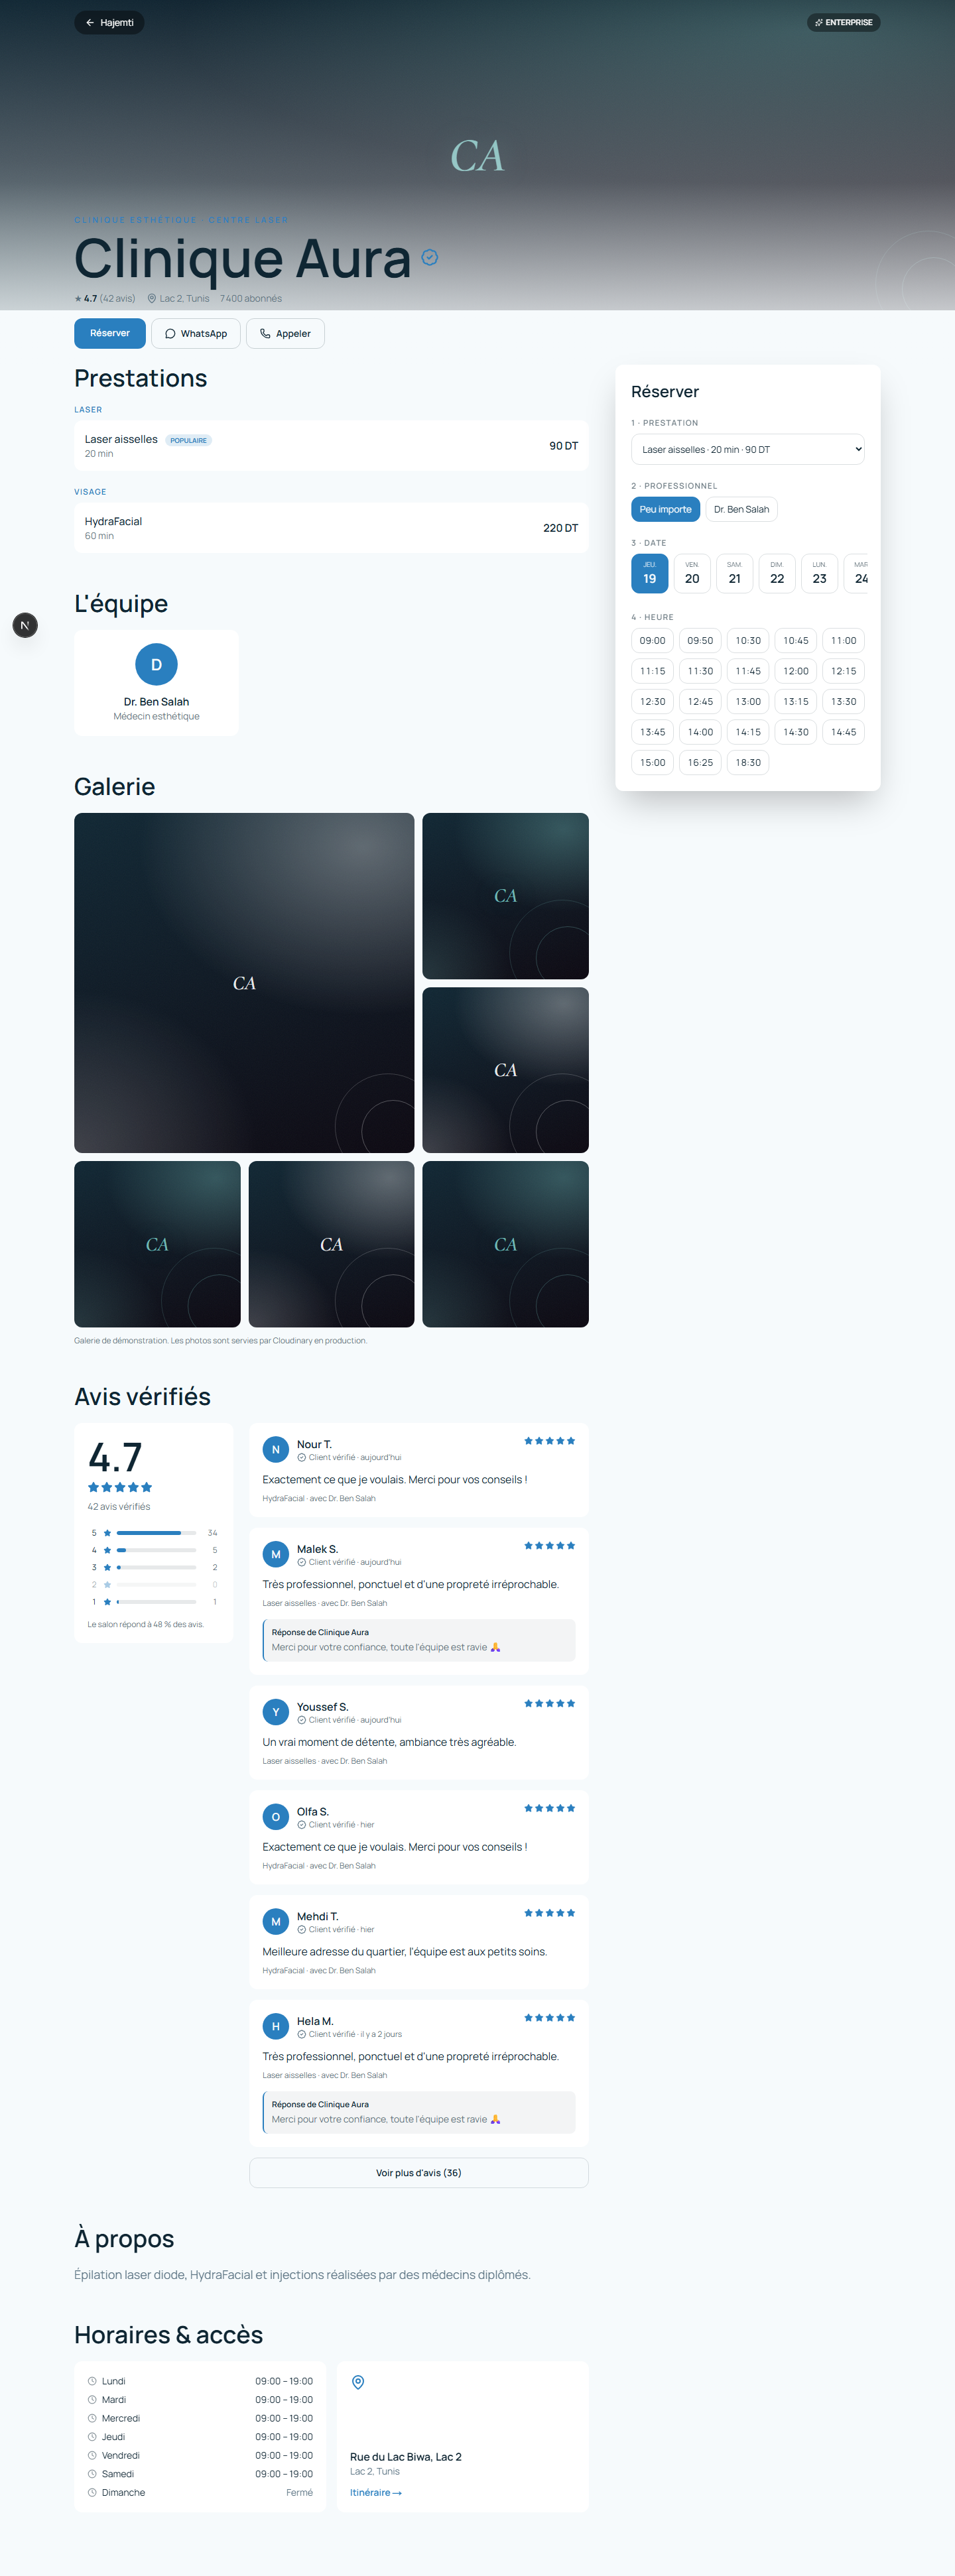 ← Hajemti
ENTERPRISE
CA
CLINIQUE ESTHÉTIQUE · CENTRE LASER
Clinique Aura
★ 4.7 (42 avis) Lac 2, Tunis 7 400 abonnés
Réserver
WhatsApp
Appeler
Prestations
LASER
Laser aisselles POPULAIRE
20 min
90 DT
VISAGE
HydraFacial
60 min
220 DT
L'équipe
N
D
Dr. Ben Salah
Médecin esthétique
Réserver
1 · PRESTATION
Laser aisselles · 20 min · 90 DT
2 · PROFESSIONNEL
Peu importe
Dr. Ben Salah
3 · DATE
JEU. VEN. SAM. DIM. LUN. MAR
19 20 21 22 23 24
4 · HEURE
09:00 09:50 10:30 10:45 11:00
11:15 11:30 11:45 12:00 12:15
12:30 12:45 13:00 13:15 13:30
13:45 14:00 14:15 14:30 14:45
15:00 16:25 18:30
Galerie
CA
CA
CA
CA
CA
CA
Galerie de démonstration. Les photos sont servies par Cloudinary en production.
Avis vérifiés
4.7
★★★★★
42 avis vérifiés
5 ★ 34
4 ★ 5
3 ★ 2
2 ★ 0
1 ★ 1
Le salon répond à 48 % des avis.
N
Nour T.
Client vérifié · aujourd'hui
★★★★★
Exactement ce que je voulais. Merci pour vos conseils !
HydraFacial · avec Dr. Ben Salah
M
Malek S.
Client vérifié · aujourd'hui
★★★★★
Très professionnel, ponctuel et d'une propreté irréprochable.
Laser aisselles · avec Dr. Ben Salah
Réponse de Clinique Aura
Merci pour votre confiance, toute l'équipe est ravie 🙏
Y
Youssef S.
Client vérifié · aujourd'hui
★★★★★
Un vrai moment de détente, ambiance très agréable.
Laser aisselles · avec Dr. Ben Salah
O
Olfa S.
Client vérifié · hier
★★★★★
Exactement ce que je voulais. Merci pour vos conseils !
HydraFacial · avec Dr. Ben Salah
M
Mehdi T.
Client vérifié · hier
★★★★★
Meilleure adresse du quartier, l'équipe est aux petits soins.
HydraFacial · avec Dr. Ben Salah
H
Hela M.
Client vérifié · il y a 2 jours
★★★★★
Très professionnel, ponctuel et d'une propreté irréprochable.
Laser aisselles · avec Dr. Ben Salah
Réponse de Clinique Aura
Merci pour votre confiance, toute l'équipe est ravie 🙏
Voir plus d'avis (36)
À propos
Épilation laser diode, HydraFacial et injections réalisées par des médecins diplômés.
Horaires & accès
Lundi 09:00 – 19:00
Mardi 09:00 – 19:00
Mercredi 09:00 – 19:00
Jeudi 09:00 – 19:00
Vendredi 09:00 – 19:00
Samedi 09:00 – 19:00
Dimanche Fermé
Rue du Lac Biwa, Lac 2
Lac 2, Tunis
Itinéraire →